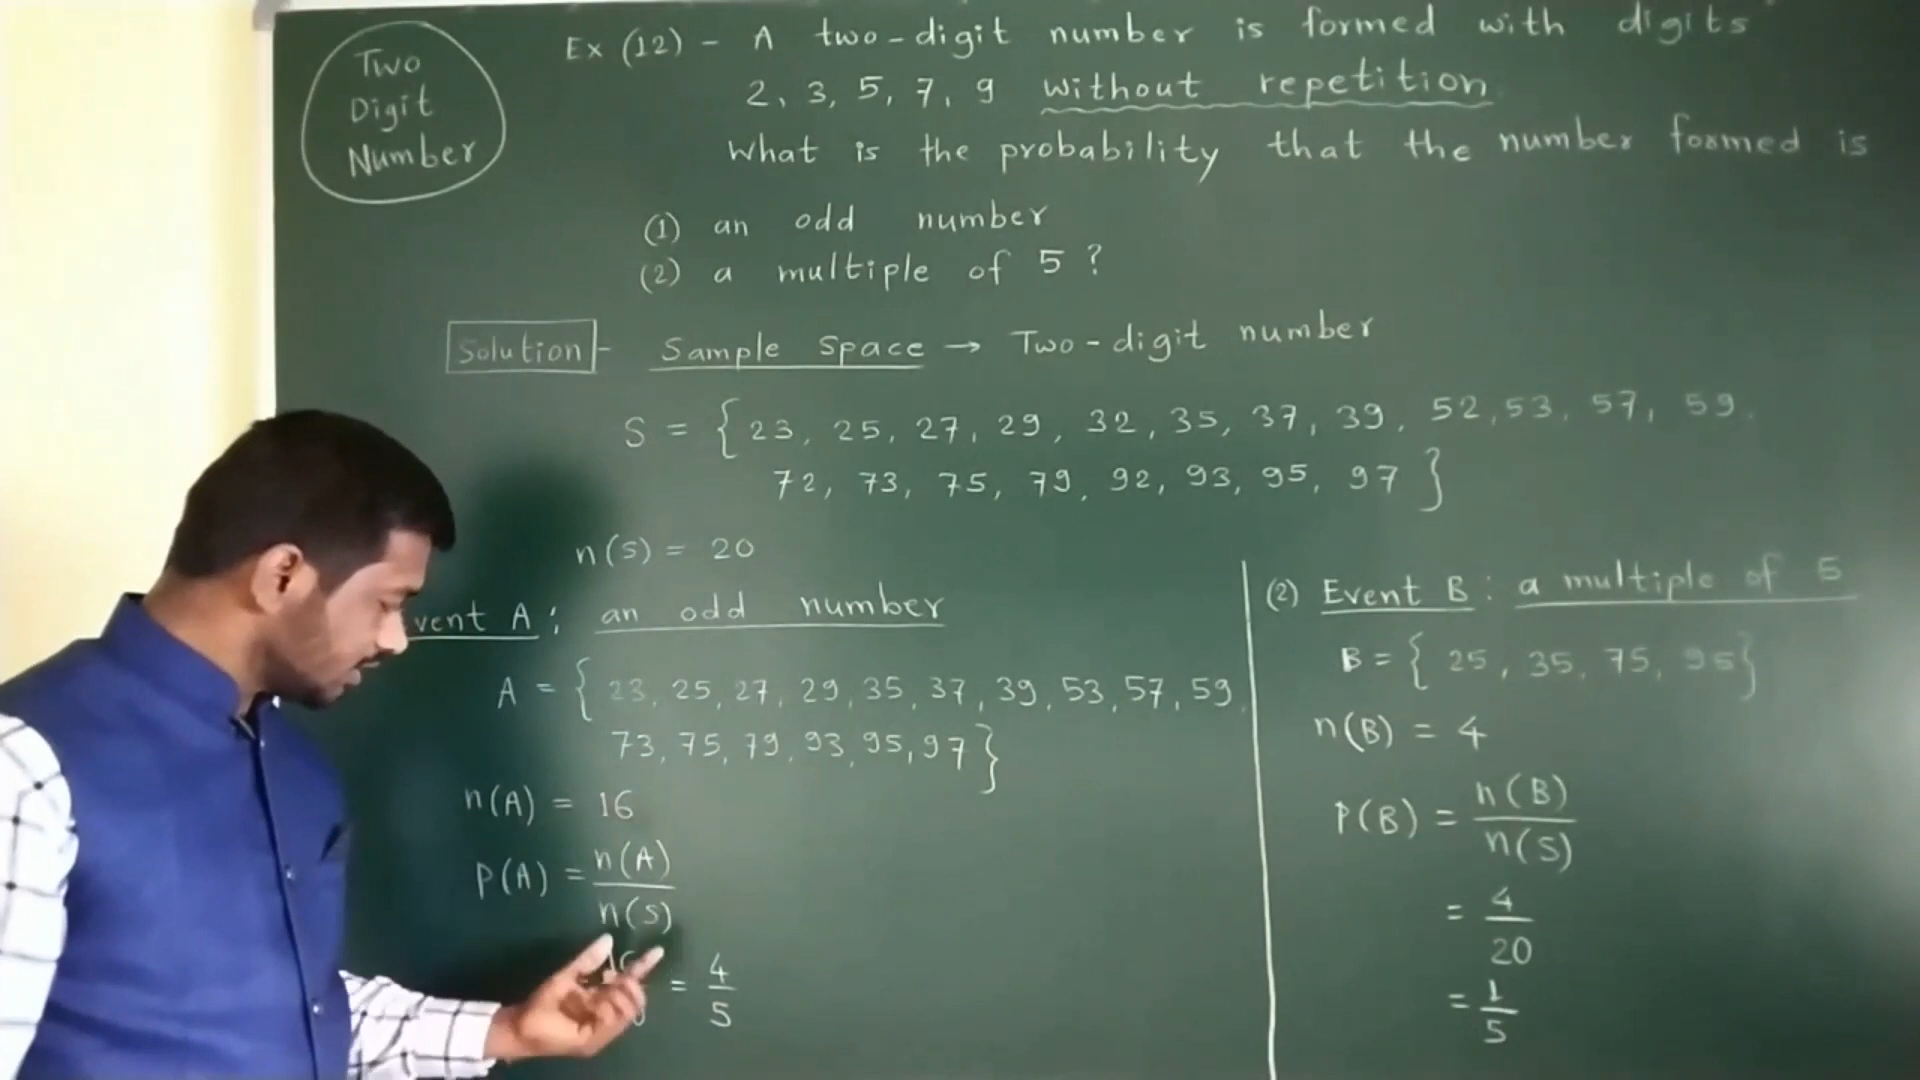 Two
Digit
Number
Ex (12) - A two-digit number is formed with digits
2, 3, 5, 7, 9 without repetition
What is the probability that the number formed is
(1) an odd number
(2) a multiple of 5 ?
Solution - Sample Space → Two-digit number
S = { 23, 25, 27, 29, 32, 35, 37, 39, 52, 53, 57, 59,
72, 73, 75, 79, 92, 93, 95, 97 }
n(S) = 20
vent A ; an odd number
A = { 23, 25, 27, 29, 35, 37, 39, 53, 57, 59,
73, 75, 79, 93, 95, 97 }
n(A) = 16
P(A) = n(A)
n(S)
= 4
5
(2) Event B : a multiple of 5
B = { 25, 35, 75, 95 }
n(B) = 4
P(B) = n(B)
n(S)
= 4
20
= 1
5